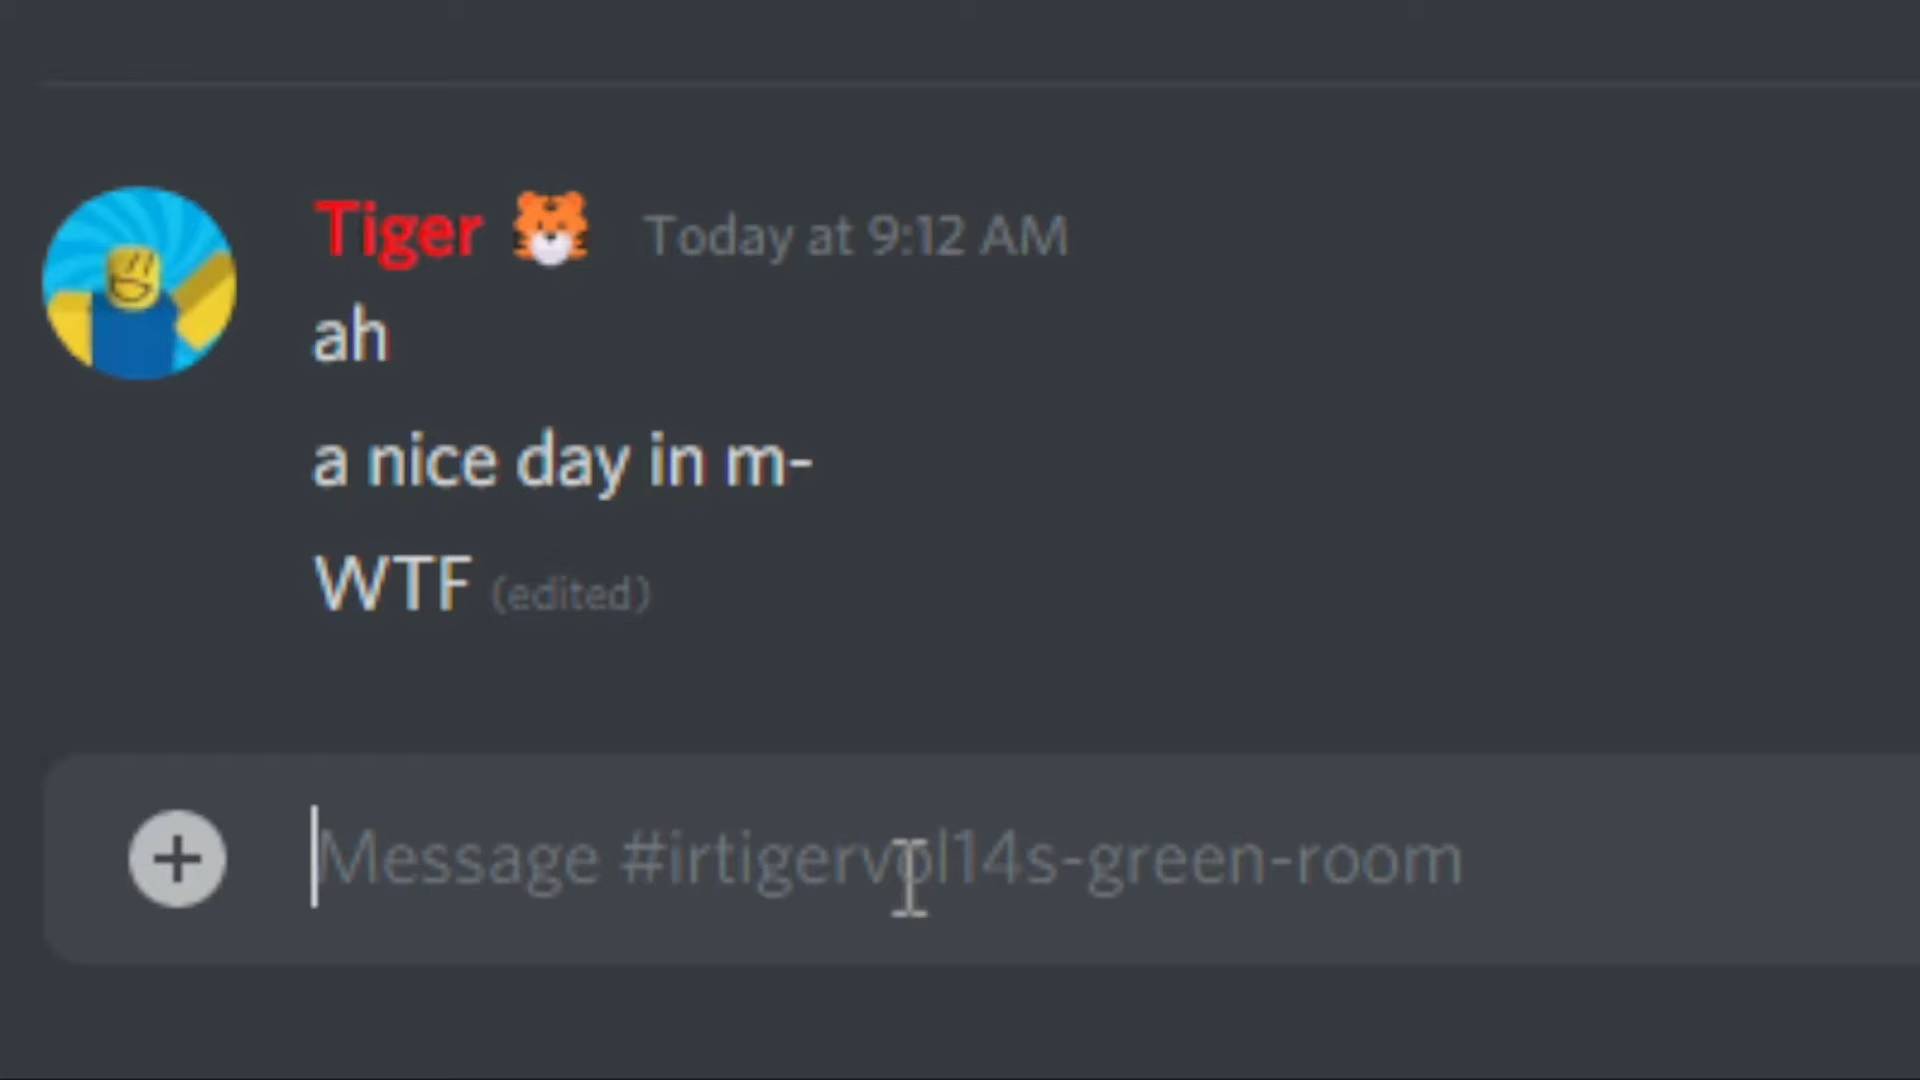 Tiger 🐯 Today at 9:12 AM
ah
a nice day in m-
WTF (edited)
Message #irtigervpl14s-green-room